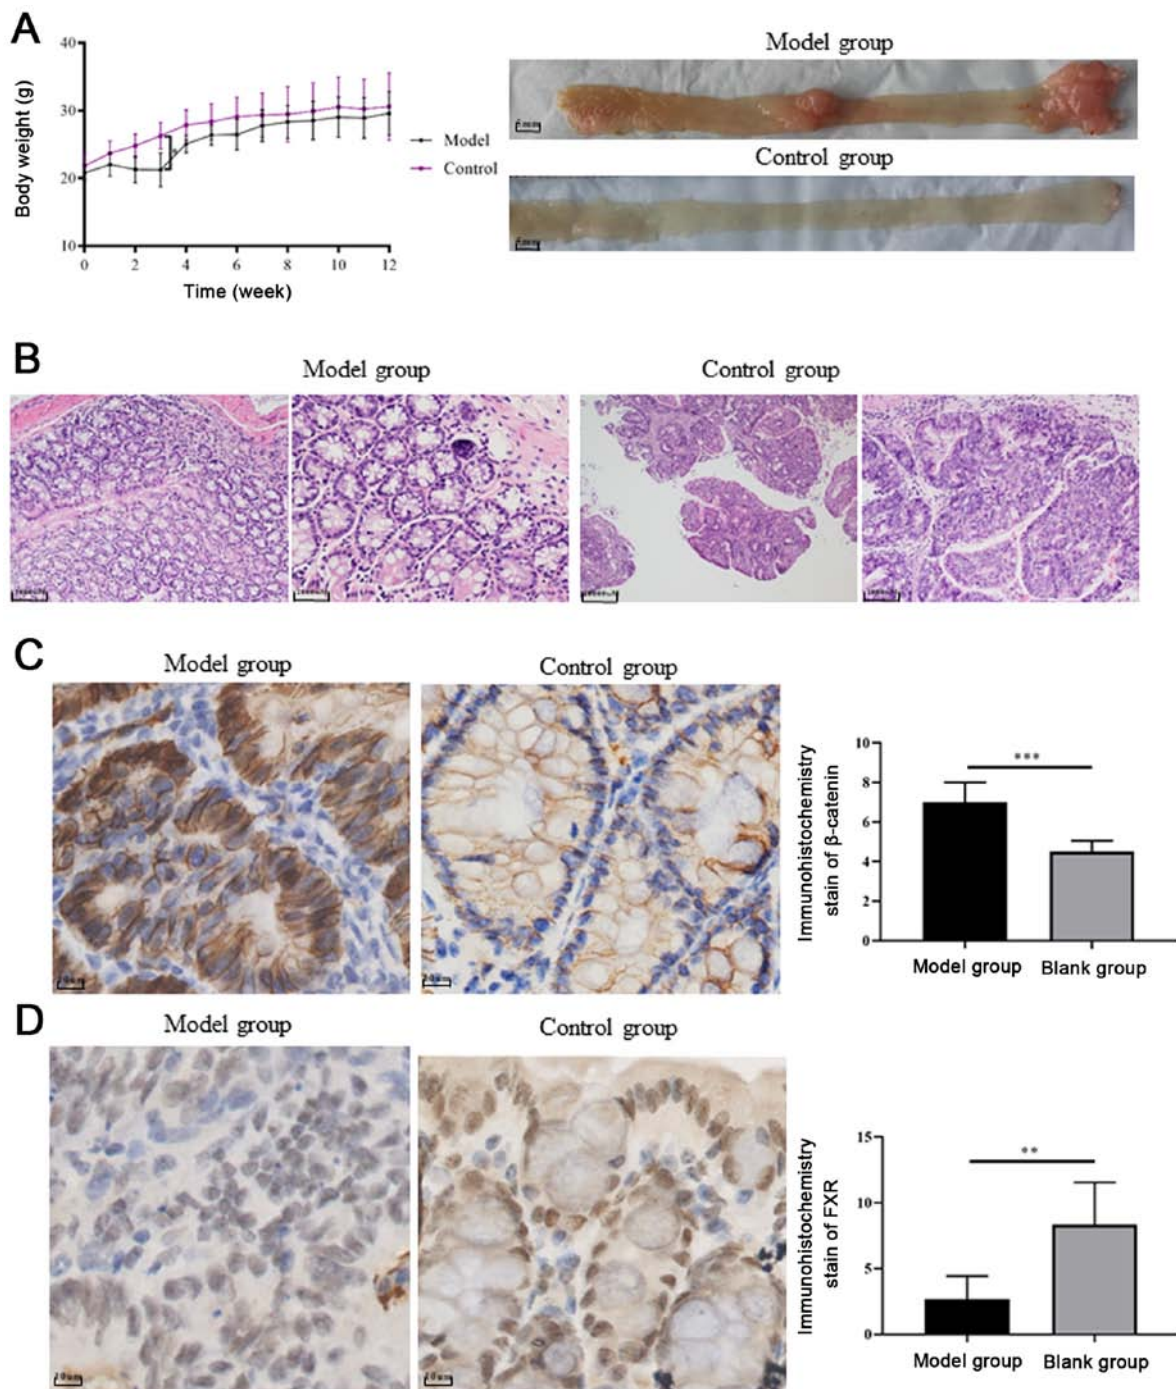 A
40
30
20
10
0
2
4
6
8
10
12
Body weight (g)
Time (week)
*
Model
Control
Model group
Control group
B
Model group
Control group
C
Model group
Control group
10
8
6
4
2
0
Immunohistochemistry
stain of β-catenin
***
Model group
Blank group
D
Model group
Control group
10um
10um
15
10
5
0
Immunohistochemistry
stain of FXR
**
Model group
Blank group